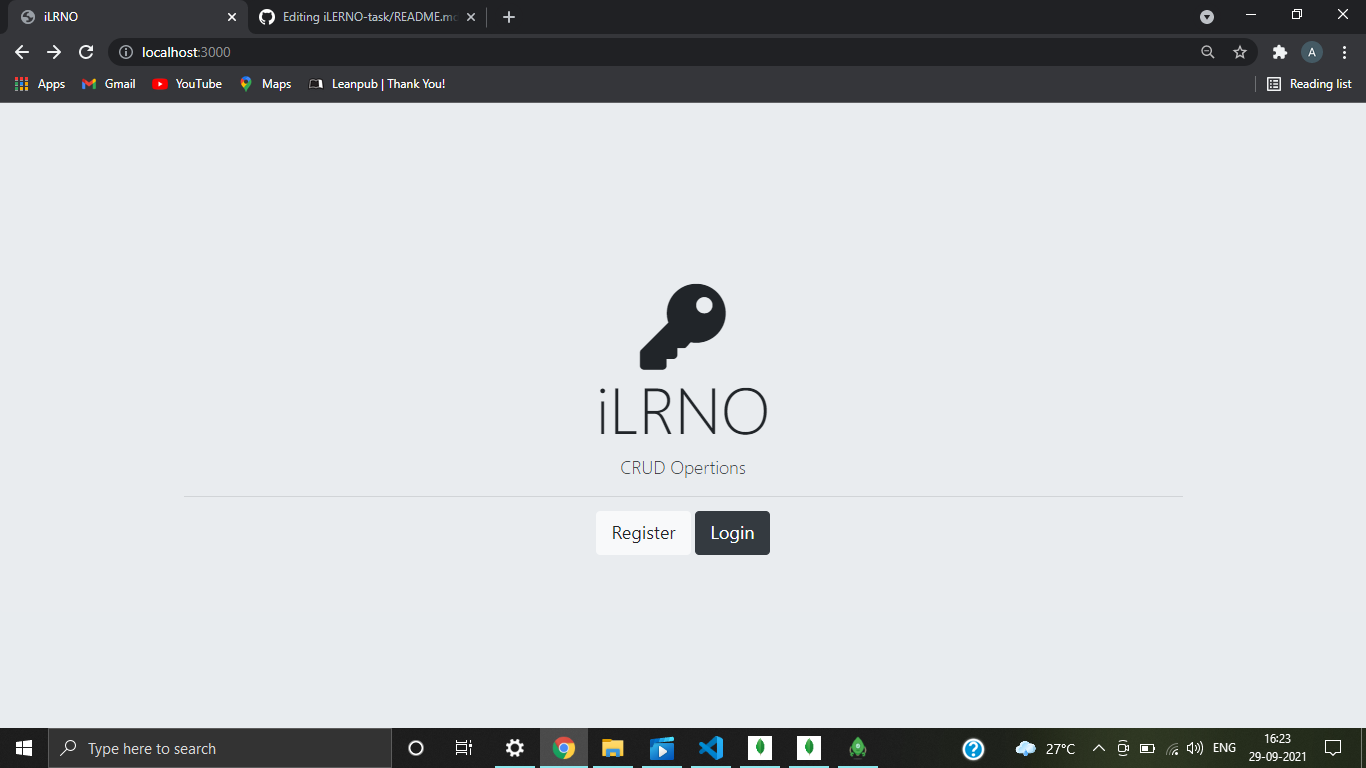 iLRNO
Editing iLERNO-task/README.mc
localhost:3000
A
Apps
Gmail
YouTube
Maps
Leanpub | Thank You!
Reading list
iLRNO
CRUD Opertions
Register
Login
Type here to search
27°C
ENG
16:23
29-09-2021